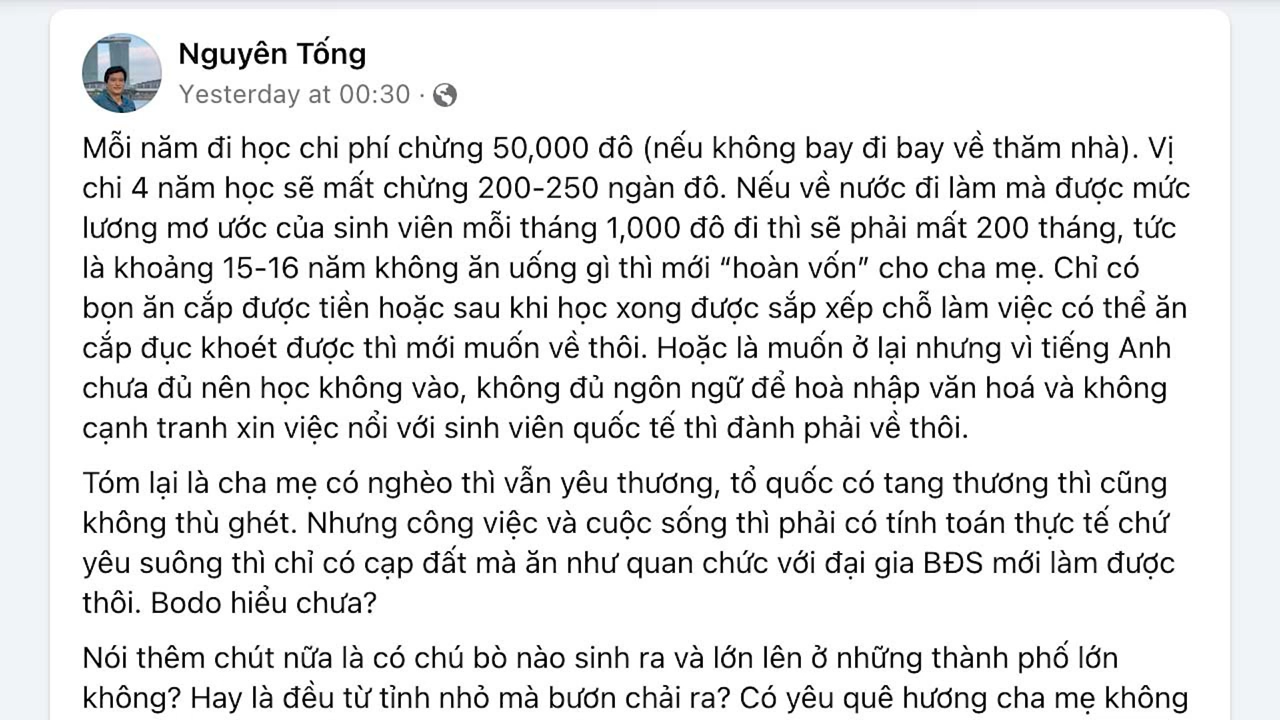 Nguyên Tống
Yesterday at 00:30 ·
Mỗi năm đi học chi phí chừng 50,000 đô (nếu không bay đi bay về thăm nhà). Vị
chi 4 năm học sẽ mất chừng 200-250 ngàn đô. Nếu về nước đi làm mà được mức
lương mơ ước của sinh viên mỗi tháng 1,000 đô đi thì sẽ phải mất 200 tháng, tức
là khoảng 15-16 năm không ăn uống gì thì mới “hoàn vốn” cho cha mẹ. Chỉ có
bọn ăn cắp được tiền hoặc sau khi học xong được sắp xếp chỗ làm việc có thể ăn
cắp đục khoét được thì mới muốn về thôi. Hoặc là muốn ở lại nhưng vì tiếng Anh
chưa đủ nên học không vào, không đủ ngôn ngữ để hoà nhập văn hoá và không
cạnh tranh xin việc nổi với sinh viên quốc tế thì đành phải về thôi.
Tóm lại là cha mẹ có nghèo thì vẫn yêu thương, tổ quốc có tang thương thì cũng
không thù ghét. Nhưng công việc và cuộc sống thì phải có tính toán thực tế chứ
yêu suông thì chỉ có cạp đất mà ăn như quan chức với đại gia BĐS mới làm được
thôi. Bodo hiểu chưa?
Nói thêm chút nữa là có chú bò nào sinh ra và lớn lên ở những thành phố lớn
không? Hay là đều từ tỉnh nhỏ mà bươn chải ra? Có yêu quê hương cha mẹ không